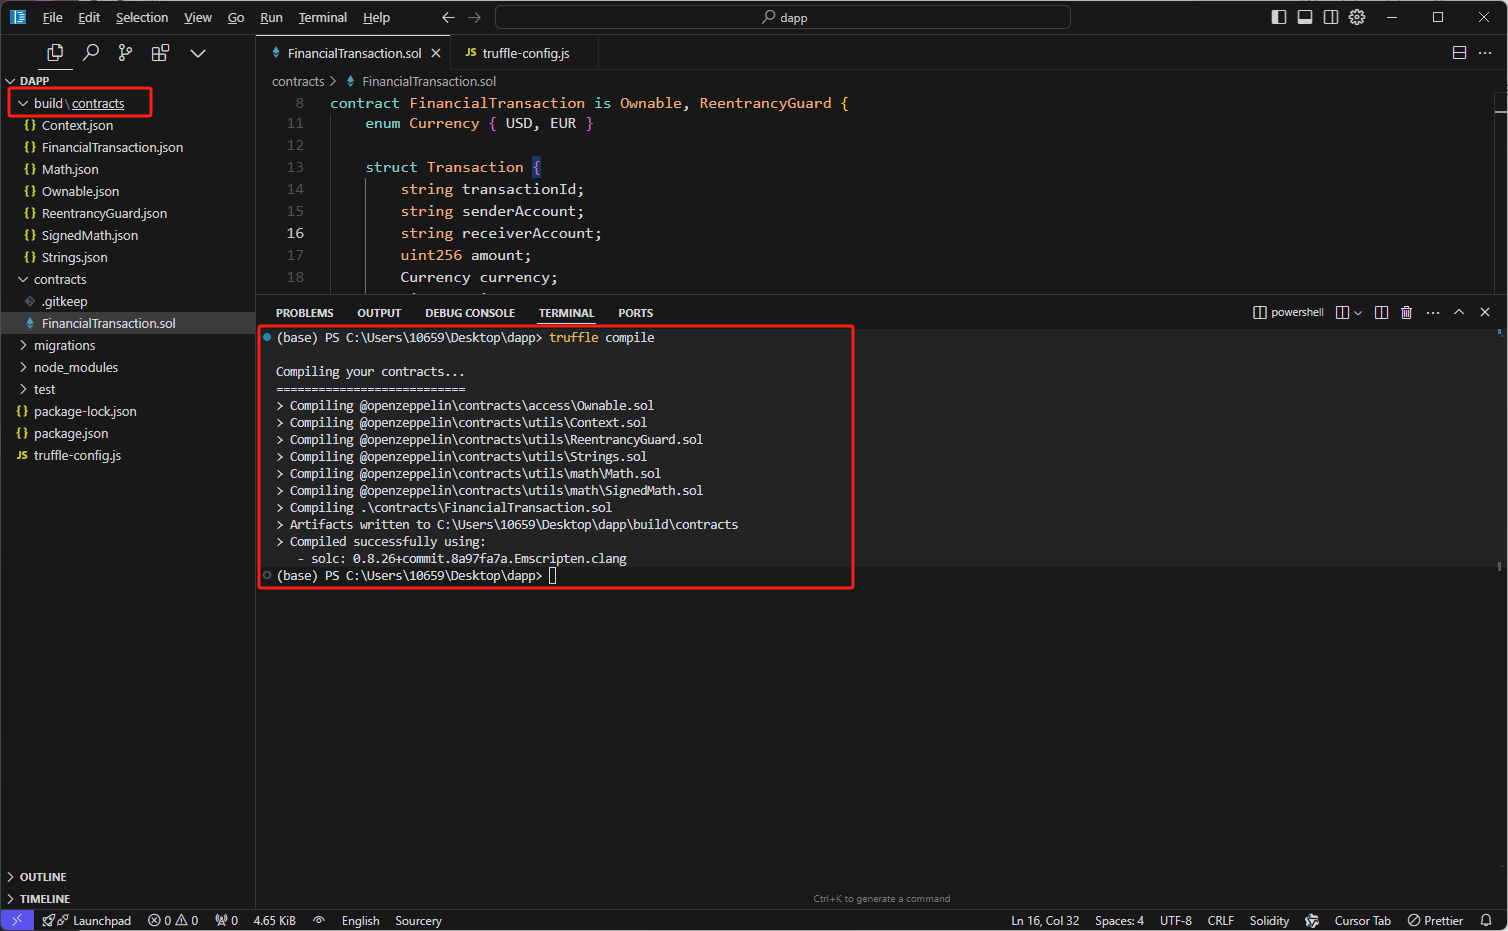 File Edit Selection View Go Run Terminal Help
dapp
DAPP
build\contracts
Context.json
FinancialTransaction.json
Math.json
Ownable.json
ReentrancyGuard.json
SignedMath.json
Strings.json
contracts
.gitkeep
FinancialTransaction.sol
migrations
node_modules
test
package-lock.json
package.json
JS truffle-config.js
OUTLINE
TIMELINE
FinancialTransaction.sol
JS truffle-config.js
contracts > FinancialTransaction.sol
8 contract FinancialTransaction is Ownable, ReentrancyGuard {
11 enum Currency { USD, EUR }
12
13 struct Transaction {
14 string transactionId;
15 string senderAccount;
16 string receiverAccount;
17 uint256 amount;
18 Currency currency;
PROBLEMS OUTPUT DEBUG CONSOLE TERMINAL PORTS
powershell
(base) PS C:\Users\10659\Desktop\dapp> truffle compile
Compiling your contracts...
===========================
> Compiling @openzeppelin\contracts\access\Ownable.sol
> Compiling @openzeppelin\contracts\utils\Context.sol
> Compiling @openzeppelin\contracts\utils\ReentrancyGuard.sol
> Compiling @openzeppelin\contracts\utils\Strings.sol
> Compiling @openzeppelin\contracts\utils\math\Math.sol
> Compiling @openzeppelin\contracts\utils\math\SignedMath.sol
> Compiling .\contracts\FinancialTransaction.sol
> Artifacts written to C:\Users\10659\Desktop\dapp\build\contracts
> Compiled successfully using:
- solc: 0.8.26+commit.8a97fa7a.Emscripten.clang
(base) PS C:\Users\10659\Desktop\dapp>
Ctrl+K to generate a command
Launchpad 0 0 0 4.65 KiB English Sourcery
Ln 16, Col 32 Spaces: 4 UTF-8 CRLF Solidity Cursor Tab Prettier